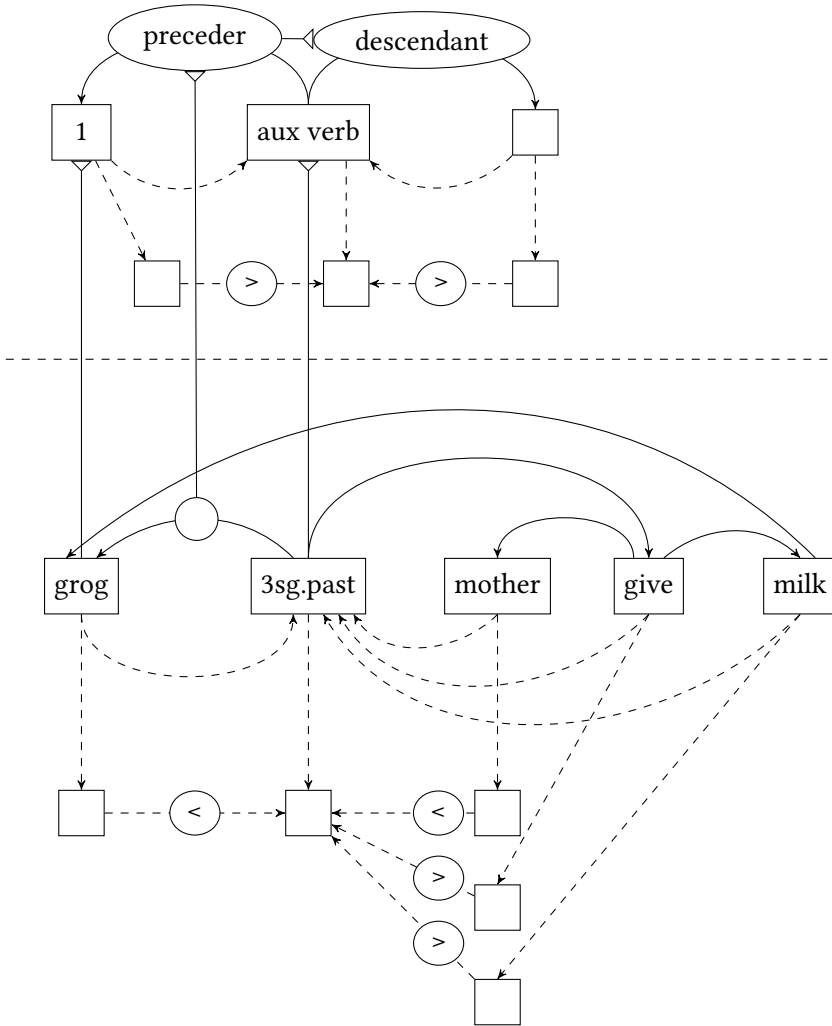 preceder descendant
1 aux verb
> >
grog 3sg.past mother give milk
< <
>
>